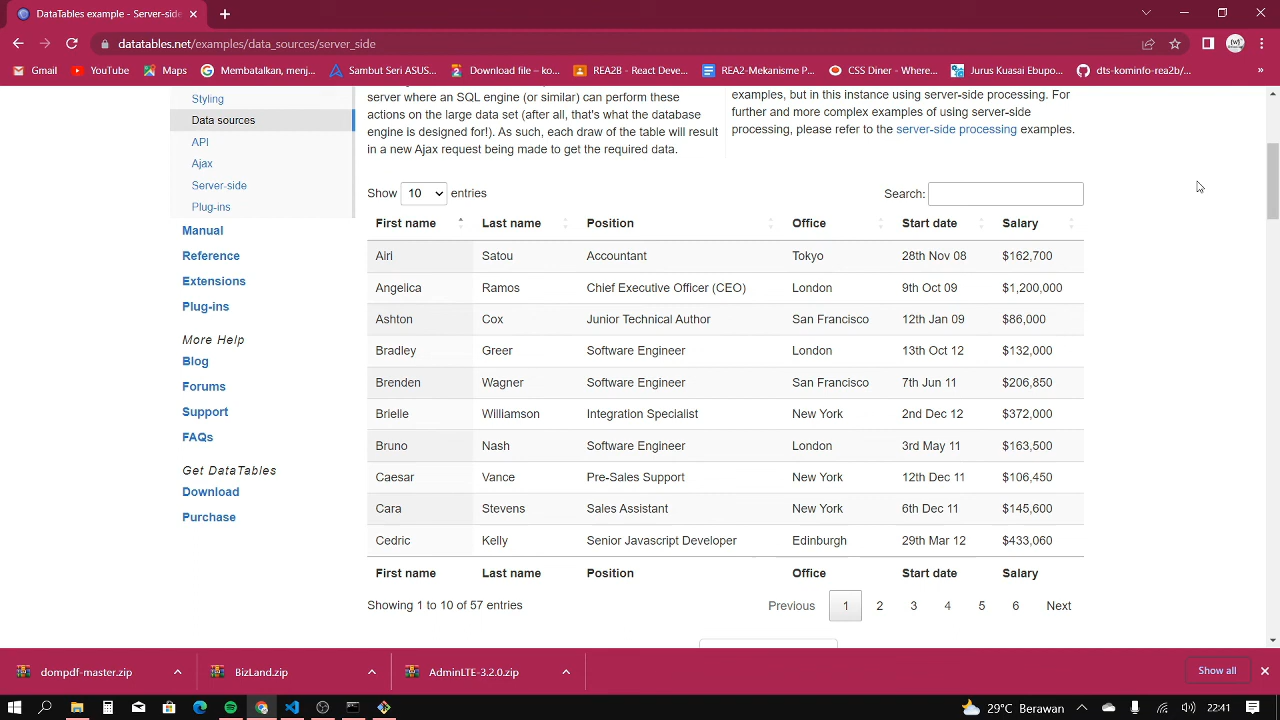 DataTables example - Server-side
datatables.net/examples/data_sources/server_side
Gmail
YouTube
Maps
Membatalkan, menj...
Sambut Seri ASUS...
Download file – ko...
REA2B - React Deve...
REA2-Mekanisme P...
CSS Diner - Where...
Jurus Kuasai Ebupo...
dts-kominfo-rea2b/...
»
Styling
Data sources
API
Ajax
Server-side
Plug-ins
Manual
Reference
Extensions
Plug-ins
More Help
Blog
Forums
Support
FAQs
Get DataTables
Download
Purchase
server where an SQL engine (or similar) can perform these
actions on the large data set (after all, that's what the database
engine is designed for!). As such, each draw of the table will result
in a new Ajax request being made to get the required data.
examples, but in this instance using server-side processing. For
further and more complex examples of using server-side
processing, please refer to the server-side processing examples.
Show 10 entries
Search:
First name Last name Position Office Start date Salary
Airi Satou Accountant Tokyo 28th Nov 08 $162,700
Angelica Ramos Chief Executive Officer (CEO) London 9th Oct 09 $1,200,000
Ashton Cox Junior Technical Author San Francisco 12th Jan 09 $86,000
Bradley Greer Software Engineer London 13th Oct 12 $132,000
Brenden Wagner Software Engineer San Francisco 7th Jun 11 $206,850
Brielle Williamson Integration Specialist New York 2nd Dec 12 $372,000
Bruno Nash Software Engineer London 3rd May 11 $163,500
Caesar Vance Pre-Sales Support New York 12th Dec 11 $106,450
Cara Stevens Sales Assistant New York 6th Dec 11 $145,600
Cedric Kelly Senior Javascript Developer Edinburgh 29th Mar 12 $433,060
First name Last name Position Office Start date Salary
Showing 1 to 10 of 57 entries
Previous 1 2 3 4 5 6 Next
dompdf-master.zip
BizLand.zip
AdminLTE-3.2.0.zip
Show all
29°C Berawan
22:41